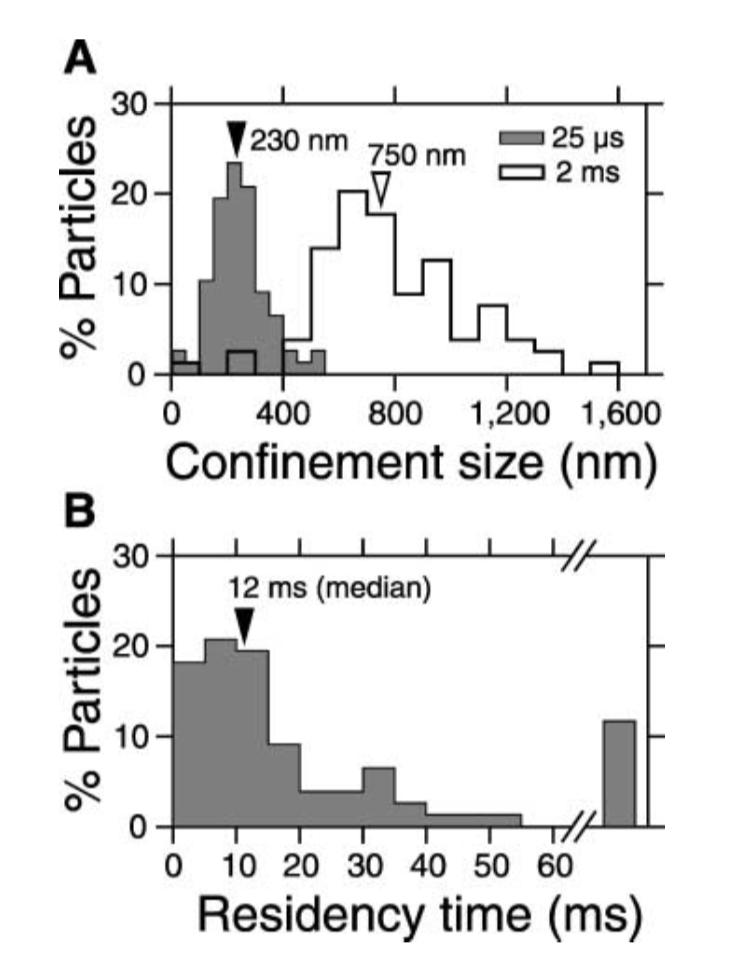 A
% Particles
30
20
10
0
230 nm
750 nm
25 μs
2 ms
0 400 800 1,200 1,600
Confinement size (nm)
B
% Particles
30
20
10
0
12 ms (median)
0 10 20 30 40 50 60
Residency time (ms)